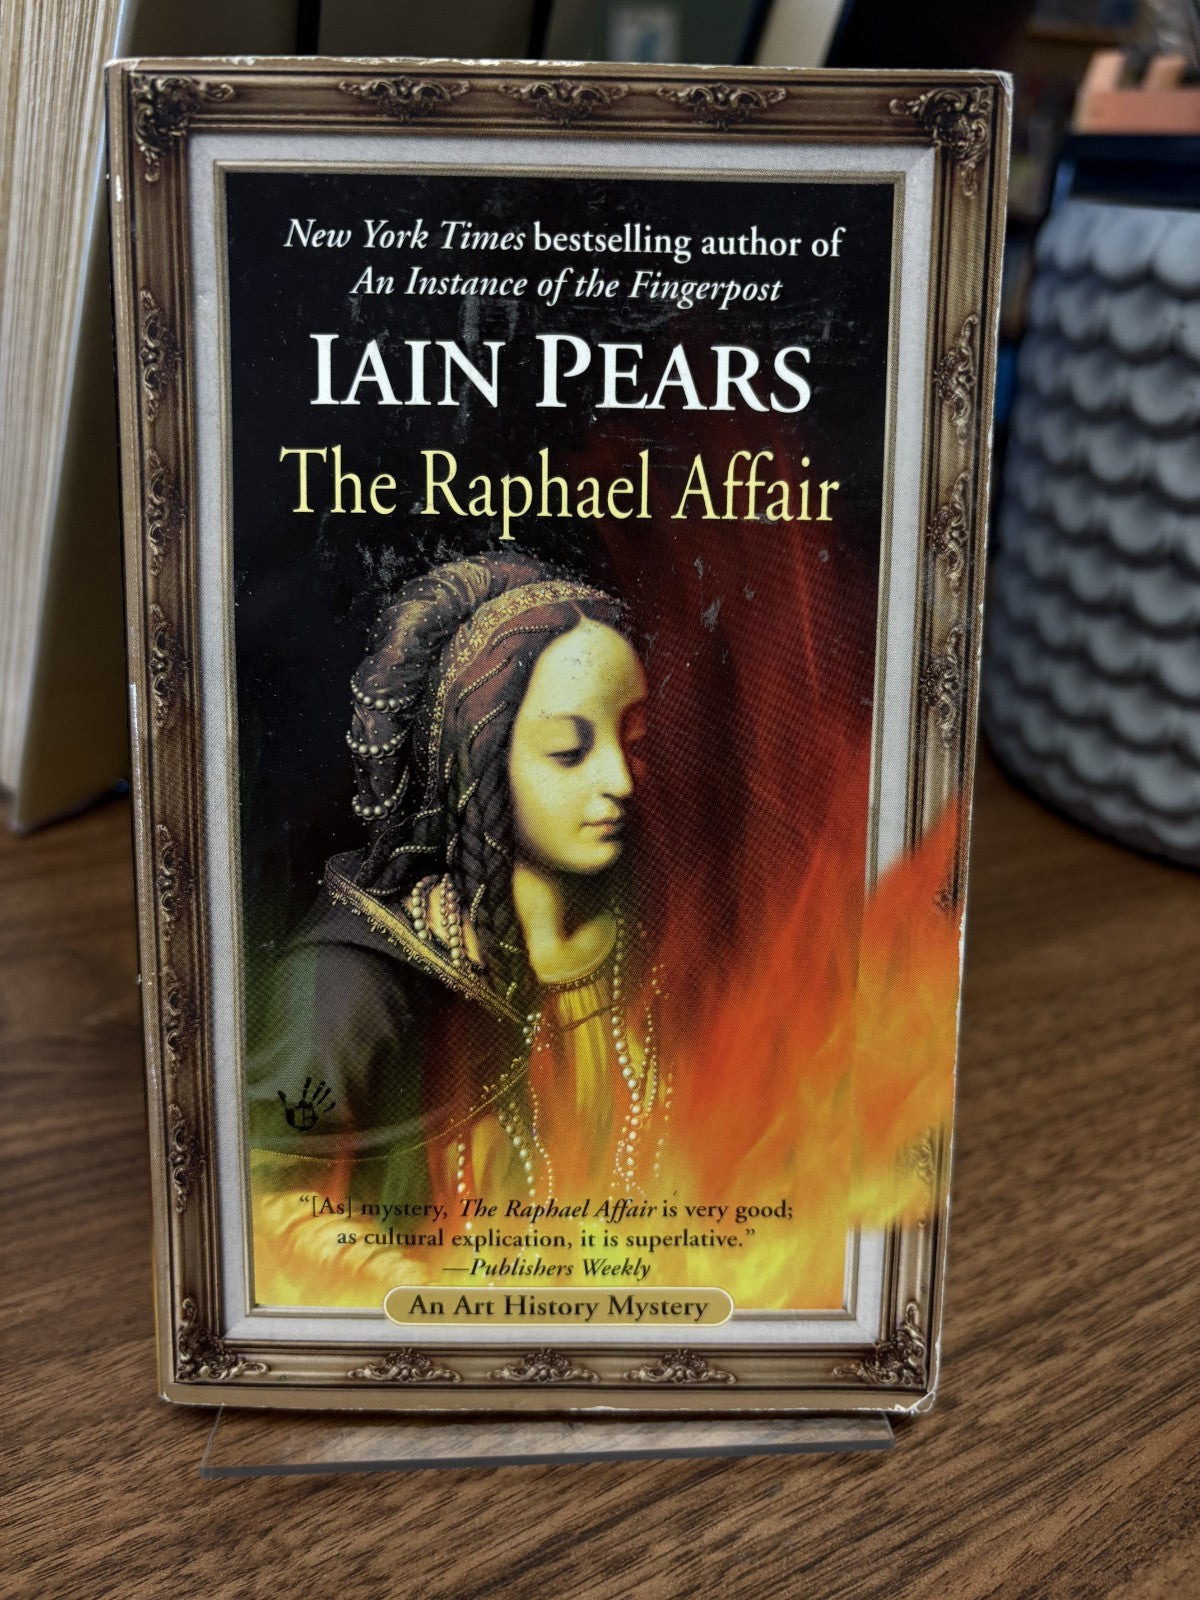 New York Times bestselling author of
An Instance of the Fingerpost
IAIN PEARS
The Raphael Affair
“[As] mystery, The Raphael Affair is very good;
as cultural explication, it is superlative.”
—Publishers Weekly
An Art History Mystery